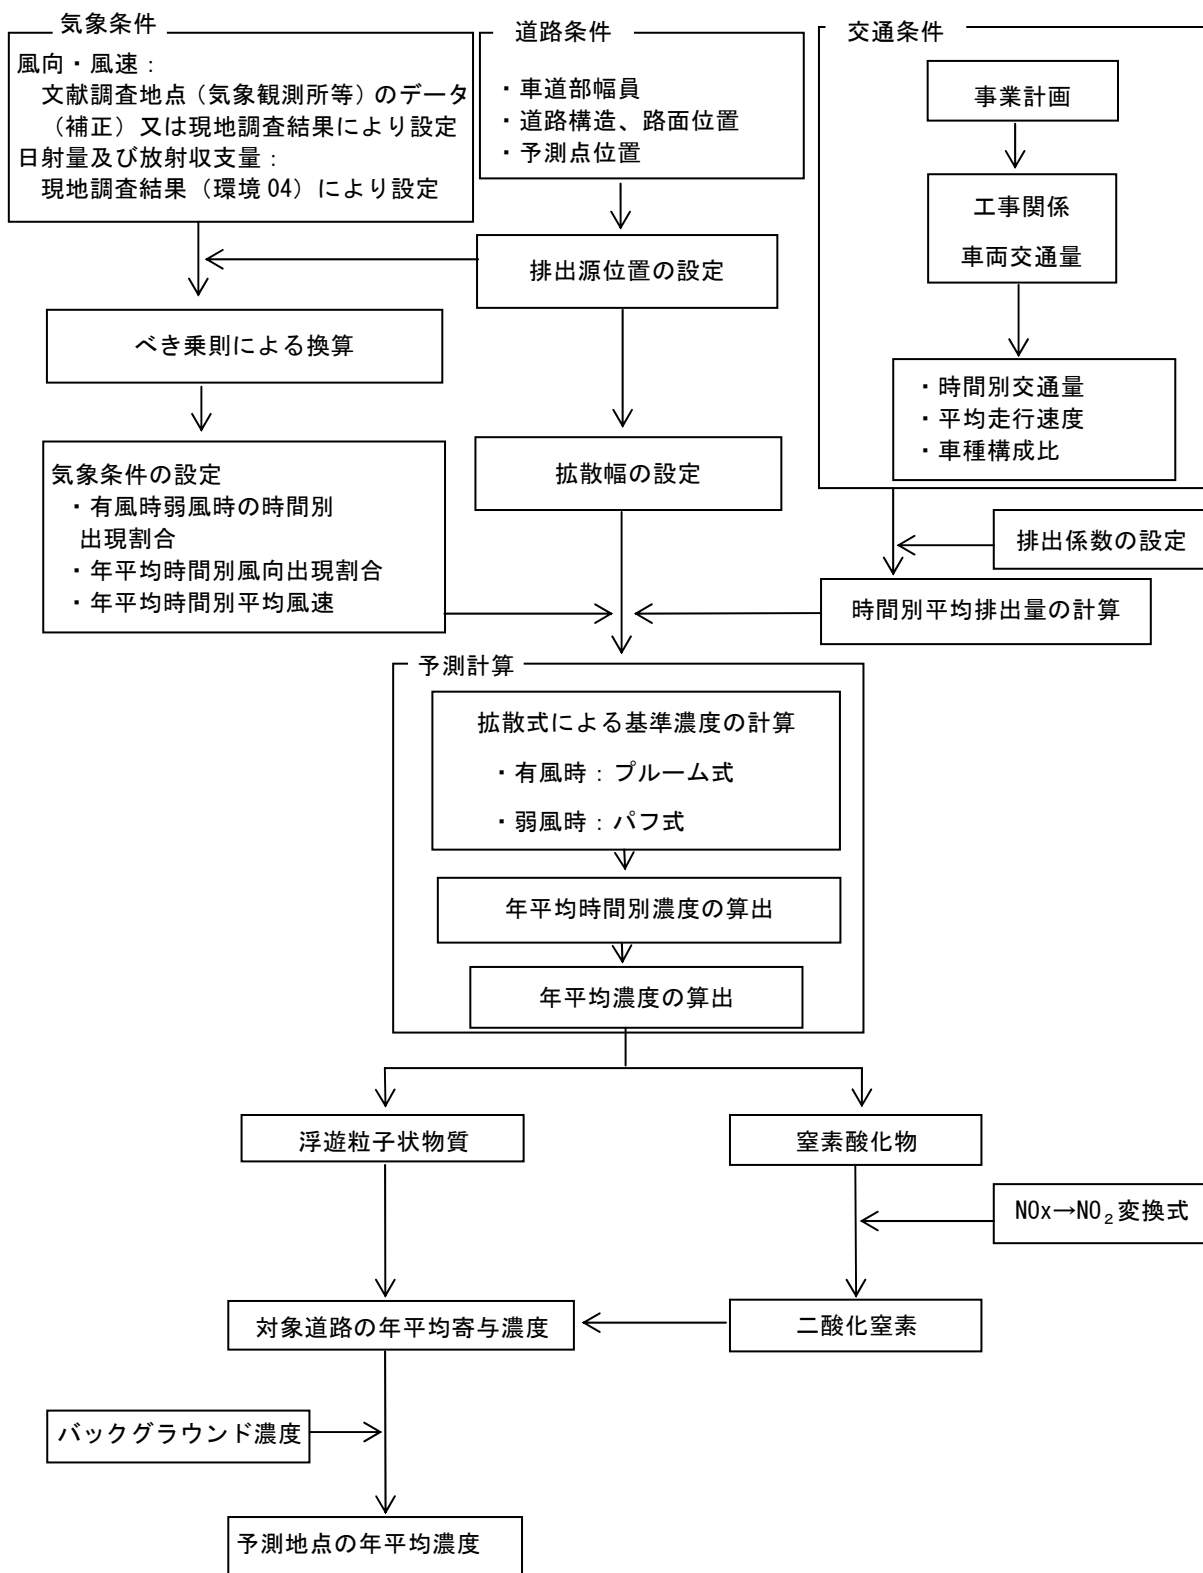 気象条件
風向・風速：
文献調査地点（気象観測所等）のデータ
（補正）又は現地調査結果により設定
日射量及び放射収支量：
現地調査結果（環境04）により設定
道路条件
・車道部幅員
・道路構造、路面位置
・予測点位置
交通条件
事業計画
工事関係
車両交通量
・時間別交通量
・平均走行速度
・車種構成比
排出源位置の設定
べき乗則による換算
気象条件の設定
・有風時弱風時の時間別
出現割合
・年平均時間別風向出現割合
・年平均時間別平均風速
拡散幅の設定
排出係数の設定
時間別平均排出量の計算
予測計算
拡散式による基準濃度の計算
・有風時：プルーム式
・弱風時：パフ式
年平均時間別濃度の算出
年平均濃度の算出
浮遊粒子状物質
窒素酸化物
NOx→NO₂変換式
対象道路の年平均寄与濃度
二酸化窒素
バックグラウンド濃度
予測地点の年平均濃度